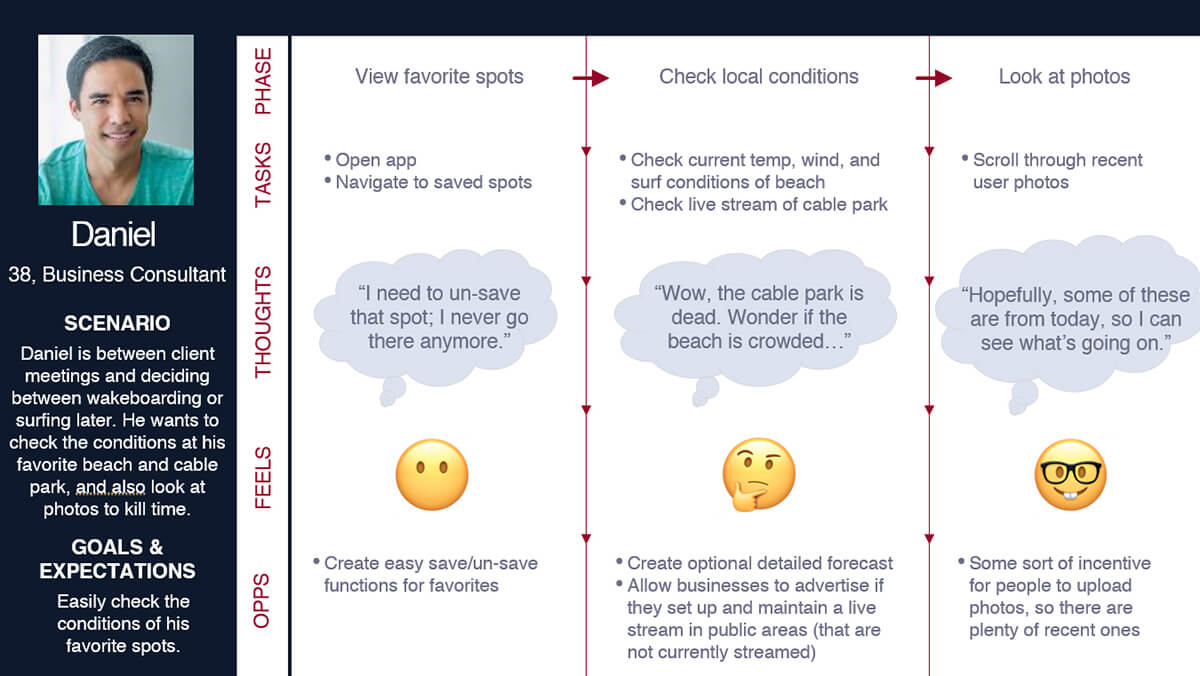 Daniel
38, Business Consultant
SCENARIO
Daniel is between client
meetings and deciding
between wakeboarding or
surfing later. He wants to
check the conditions at his
favorite beach and cable
park, and also look at
photos to kill time.
GOALS &
EXPECTATIONS
Easily check the
conditions of his
favorite spots.
PHASE
View favorite spots
Check local conditions
Look at photos
TASKS
• Open app
• Navigate to saved spots
• Check current temp, wind, and
surf conditions of beach
• Check live stream of cable park
• Scroll through recent
user photos
THOUGHTS
“I need to un-save
that spot; I never go
there anymore.”
“Wow, the cable park is
dead. Wonder if the
beach is crowded…”
“Hopefully, some of these
are from today, so I can
see what’s going on.”
FEELS
OPPS
• Create easy save/un-save
functions for favorites
• Create optional detailed forecast
• Allow businesses to advertise if
they set up and maintain a live
stream in public areas (that are
not currently streamed)
• Some sort of incentive
for people to upload
photos, so there are
plenty of recent ones